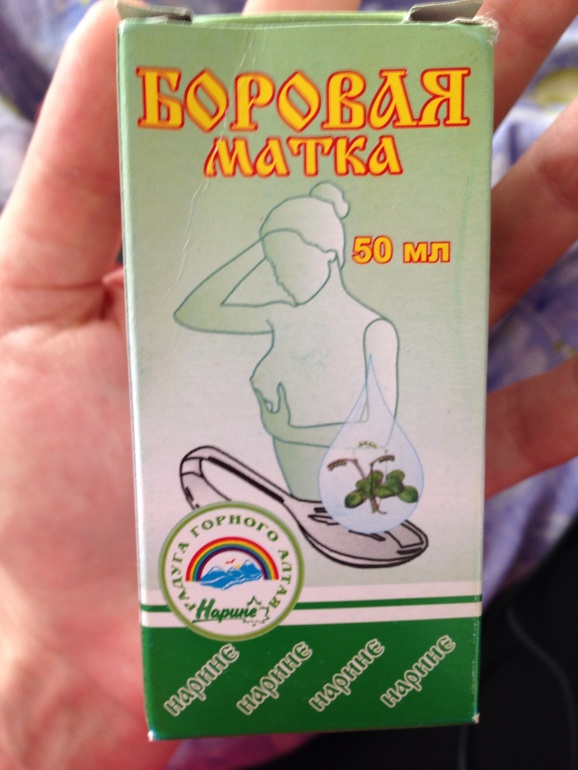 БОРОВАЯ
МАТКА
50 мл
РАДУГА ГОРНОГО АЛТАЯ
Нарине
нарине нарине нарине нарине